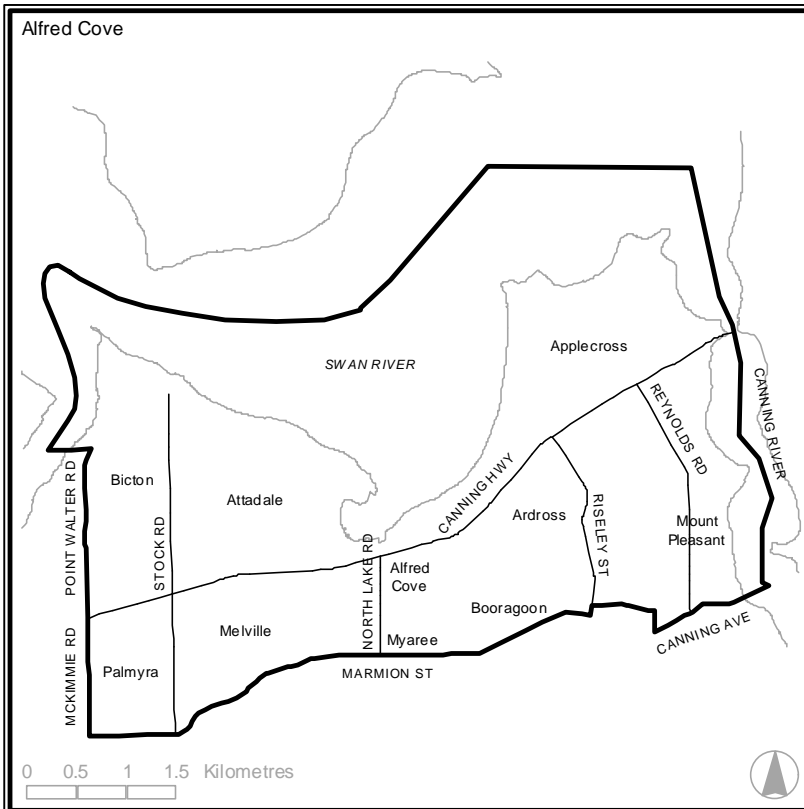 Alfred Cove
SWAN RIVER
Applecross
CANNING RIVER
REYNOLDS RD
CANNING HWY
POINT WALTER RD
Bicton
STOCK RD
Attadale
Ardross
RISELEY ST
Mount
Pleasant
NORTH LAKE RD
Alfred
Cove
Booragoon
Melville
Myaree
MCKIMMIE RD
Palmyra
MARMION ST
CANNING AVE
0 0.5 1 1.5 Kilometres